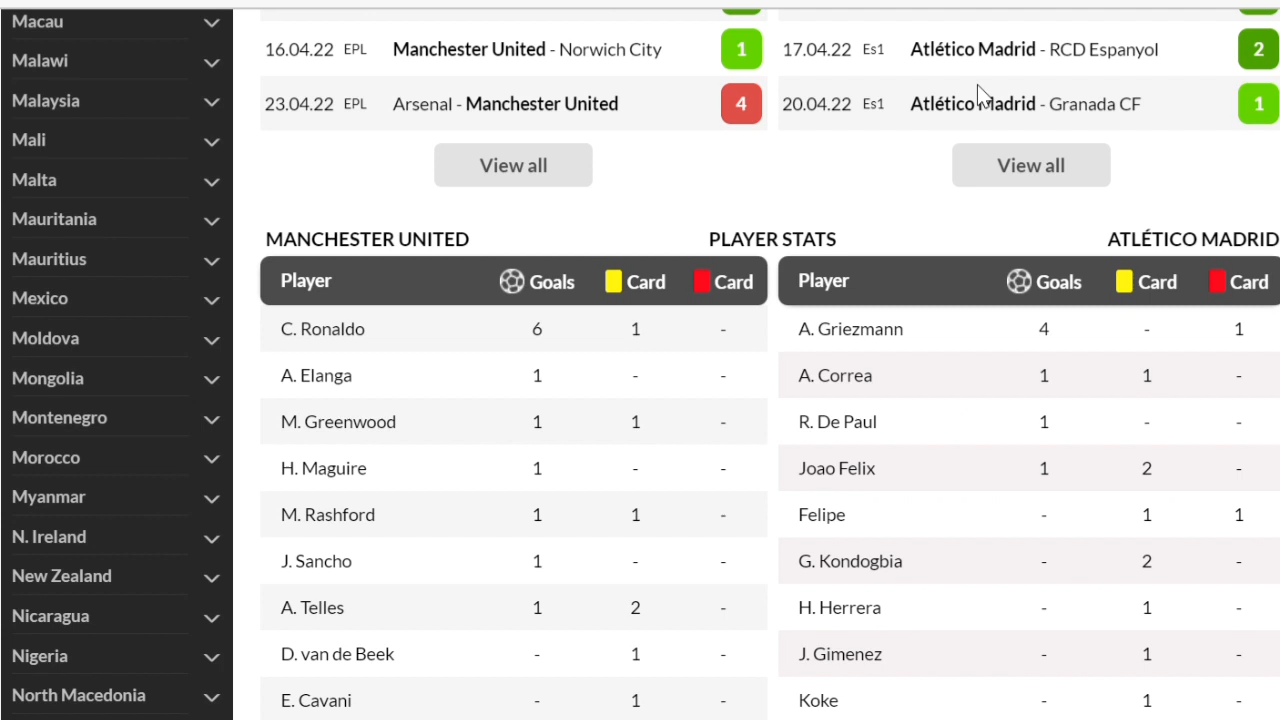 Macau
Malawi
Malaysia
Mali
Malta
Mauritania
Mauritius
Mexico
Moldova
Mongolia
Montenegro
Morocco
Myanmar
N. Ireland
New Zealand
Nicaragua
Nigeria
North Macedonia
16.04.22 EPL Manchester United - Norwich City 1
23.04.22 EPL Arsenal - Manchester United 4
View all
17.04.22 Es1 Atlético Madrid - RCD Espanyol 2
20.04.22 Es1 Atlético Madrid - Granada CF 1
View all
MANCHESTER UNITED PLAYER STATS ATLÉTICO MADRID
Player Goals Card Card
C. Ronaldo 6 1 -
A. Elanga 1 - -
M. Greenwood 1 1 -
H. Maguire 1 - -
M. Rashford 1 1 -
J. Sancho 1 - -
A. Telles 1 2 -
D. van de Beek - 1 -
E. Cavani - 1 -
Player Goals Card Card
A. Griezmann 4 - 1
A. Correa 1 1 -
R. De Paul 1 - -
Joao Felix 1 2 -
Felipe - 1 1
G. Kondogbia - 2 -
H. Herrera - 1 -
J. Gimenez - 1 -
Koke - 1 -